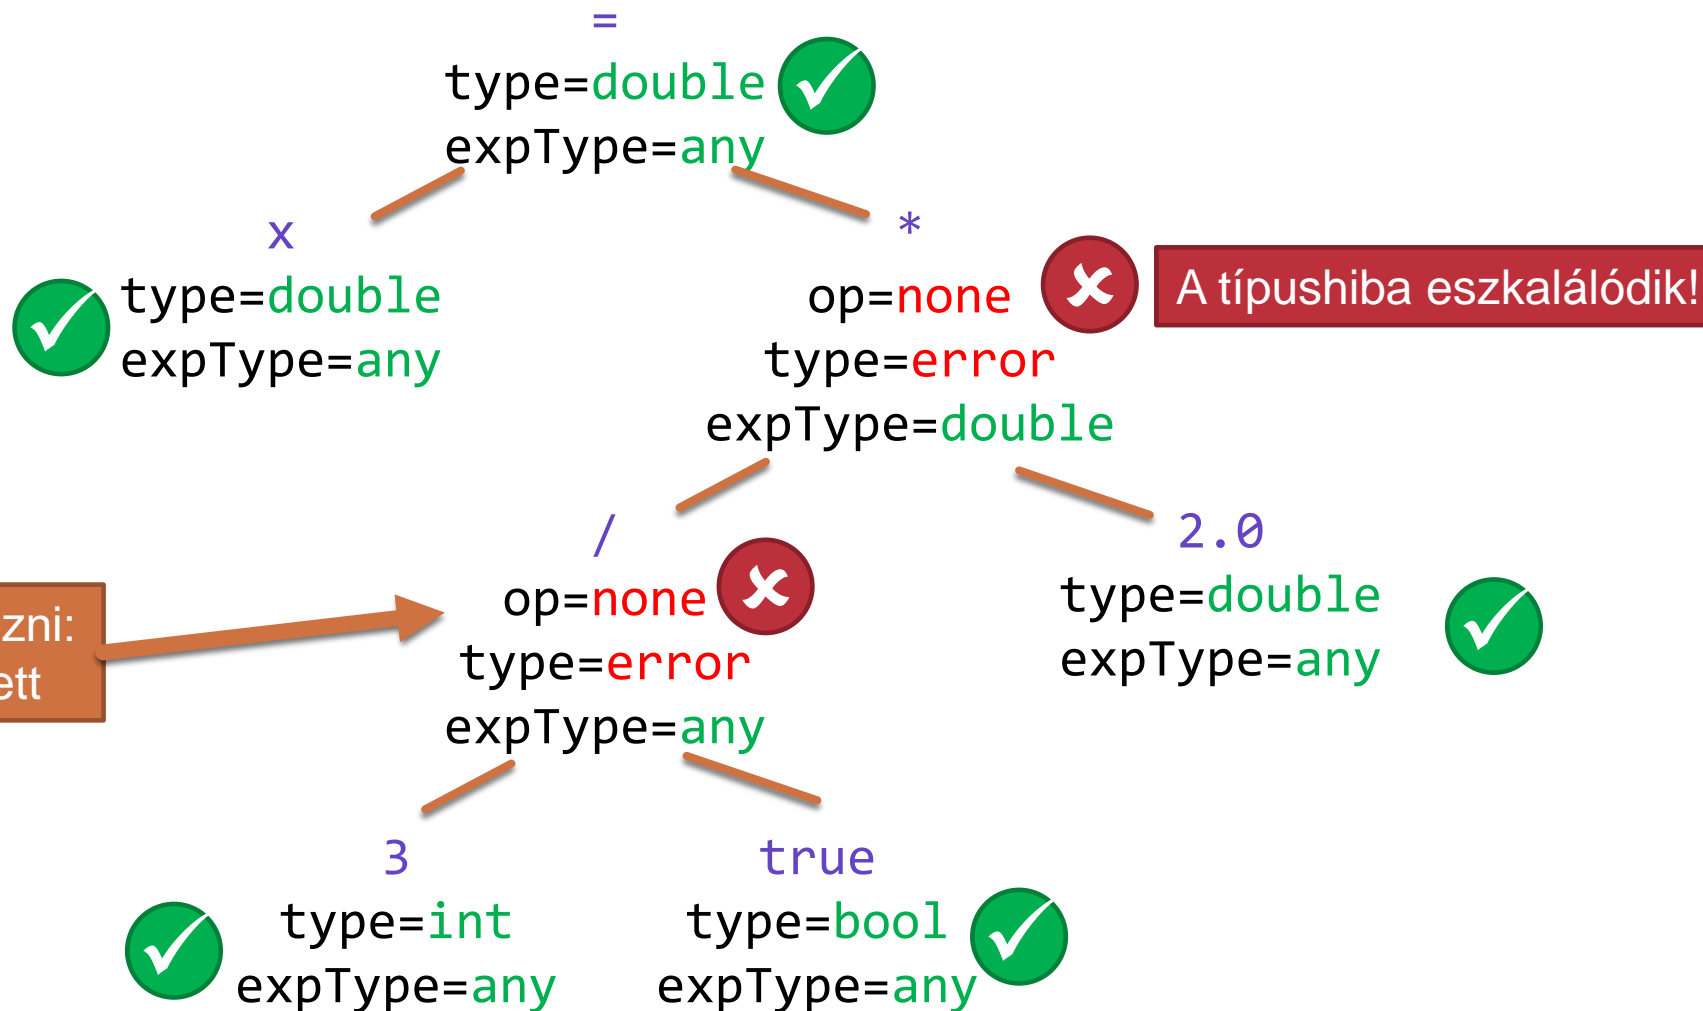 =
type=double
expType=any
x
type=double
expType=any
*
op=none
type=error
expType=double
A típushiba eszkalálódik!
/
op=none
type=error
expType=any
2.0
type=double
expType=any
zni:
ett
3
type=int
expType=any
true
type=bool
expType=any